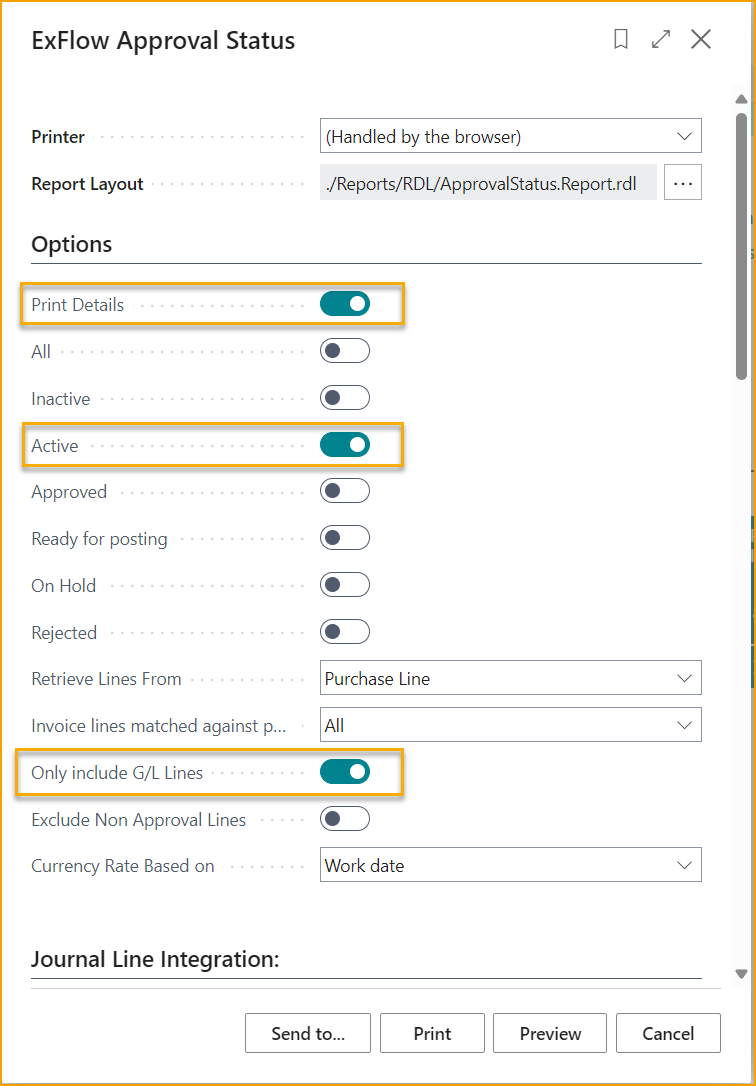 ExFlow Approval Status
Printer (Handled by the browser)
Report Layout ./Reports/RDL/ApprovalStatus.Report.rdl ...
Options
Print Details
All
Inactive
Active
Approved
Ready for posting
On Hold
Rejected
Retrieve Lines From Purchase Line
Invoice lines matched against p... All
Only include G/L Lines
Exclude Non Approval Lines
Currency Rate Based on Work date
Journal Line Integration:
Send to... Print Preview Cancel